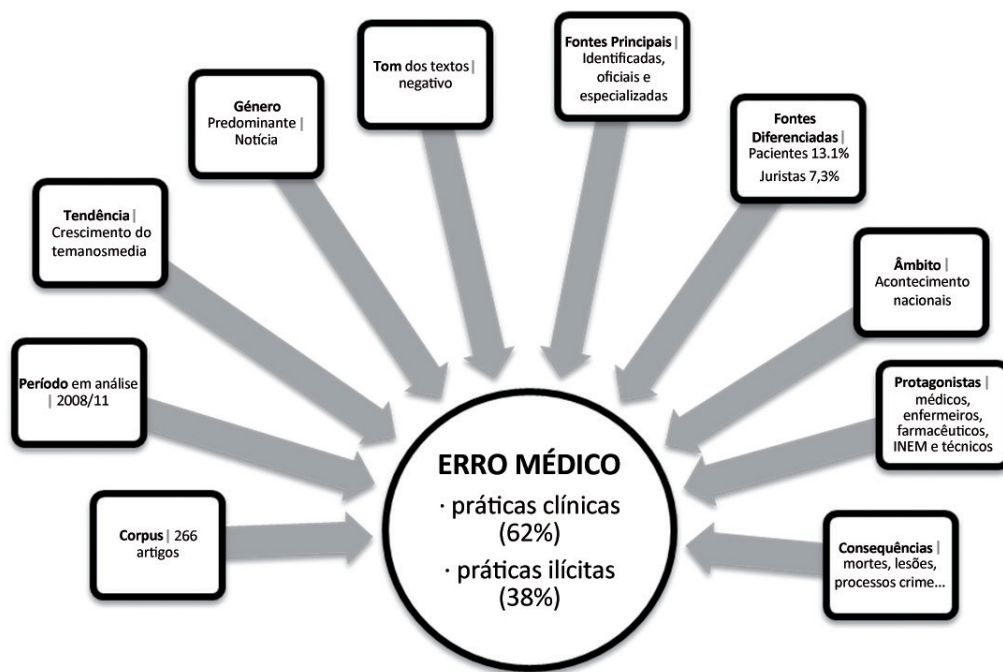 Corpus | 266
artigos
Período em análise
| 2008/11
Tendência |
Crescimento do
temanosmedia
Género
Predominante |
Notícia
Tom dos textos |
negativo
Fontes Principais |
Identificadas,
oficiais e
especializadas
Fontes
Diferenciadas |
Pacientes 13.1%
Juristas 7,3%
Âmbito |
Acontecimento
nacionais
Protagonistas |
médicos,
enfermeiros,
farmacêuticos,
INEM e técnicos
Consequências |
mortes, lesões,
processos crime...
ERRO MÉDICO
· práticas clínicas
(62%)
· práticas ilícitas
(38%)